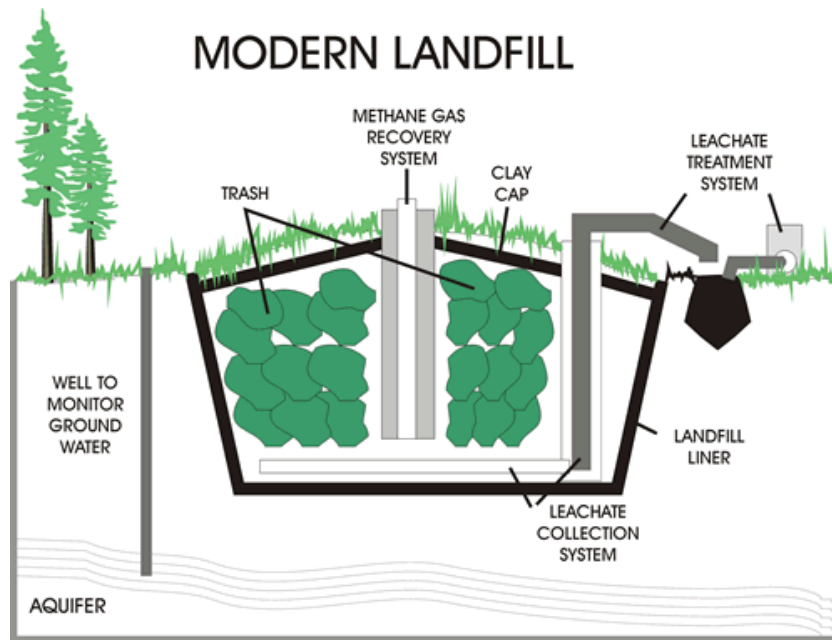 MODERN LANDFILL
METHANE GAS
RECOVERY
SYSTEM
LEACHATE
TREATMENT
SYSTEM
TRASH
CLAY
CAP
WELL TO
MONITOR
GROUND
WATER
LANDFILL
LINER
LEACHATE
COLLECTION
SYSTEM
AQUIFER